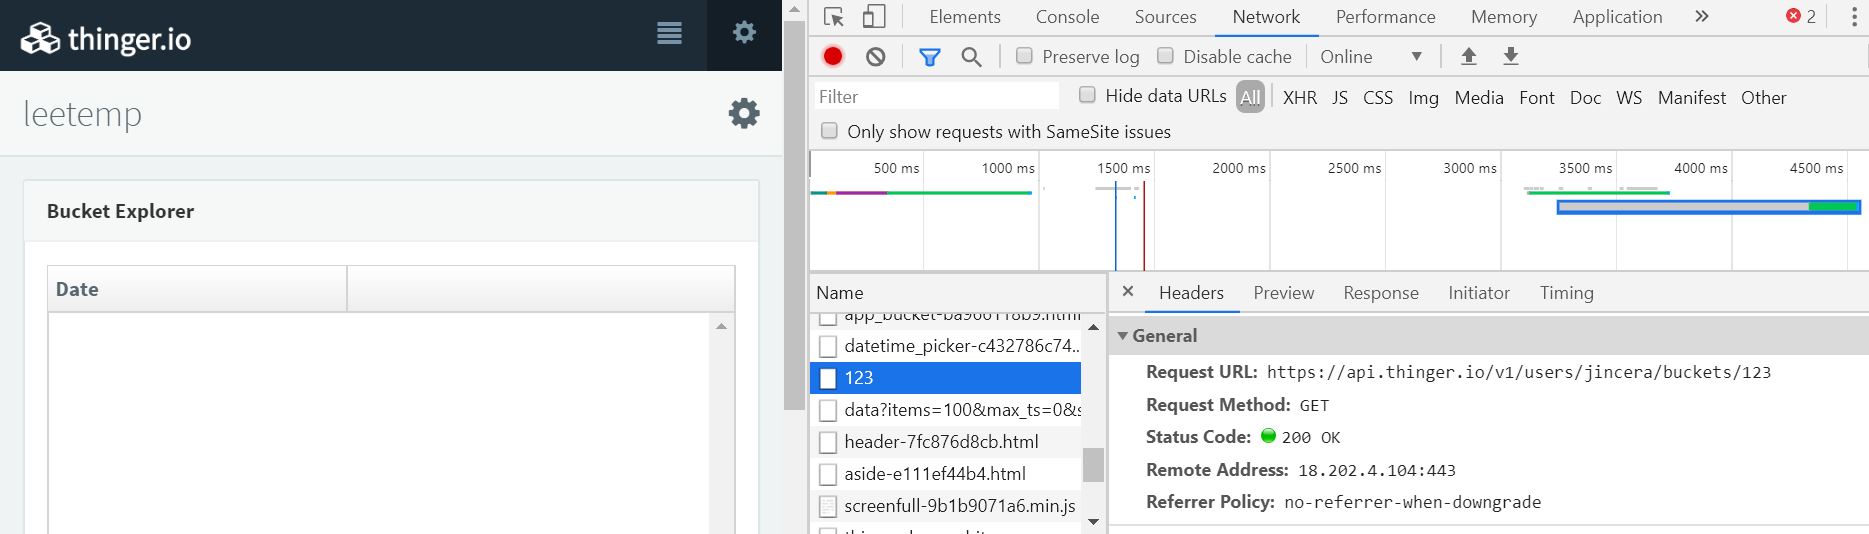 thinger.io
leetemp
Bucket Explorer
Date
Elements Console Sources Network Performance Memory Application » 2
Preserve log Disable cache Online
Filter Hide data URLs All XHR JS CSS Img Media Font Doc WS Manifest Other
Only show requests with SameSite issues
500 ms 1000 ms 1500 ms 2000 ms 2500 ms 3000 ms 3500 ms 4000 ms 4500 ms
Name
app_bucket-ba966118b9.html
datetime_picker-c432786c74...
123
data?items=100&max_ts=0&s
header-7fc876d8cb.html
aside-e111ef44b4.html
screenfull-9b1b9071a6.min.js
× Headers Preview Response Initiator Timing
General
Request URL: https://api.thinger.io/v1/users/jincera/buckets/123
Request Method: GET
Status Code: 200 OK
Remote Address: 18.202.4.104:443
Referrer Policy: no-referrer-when-downgrade